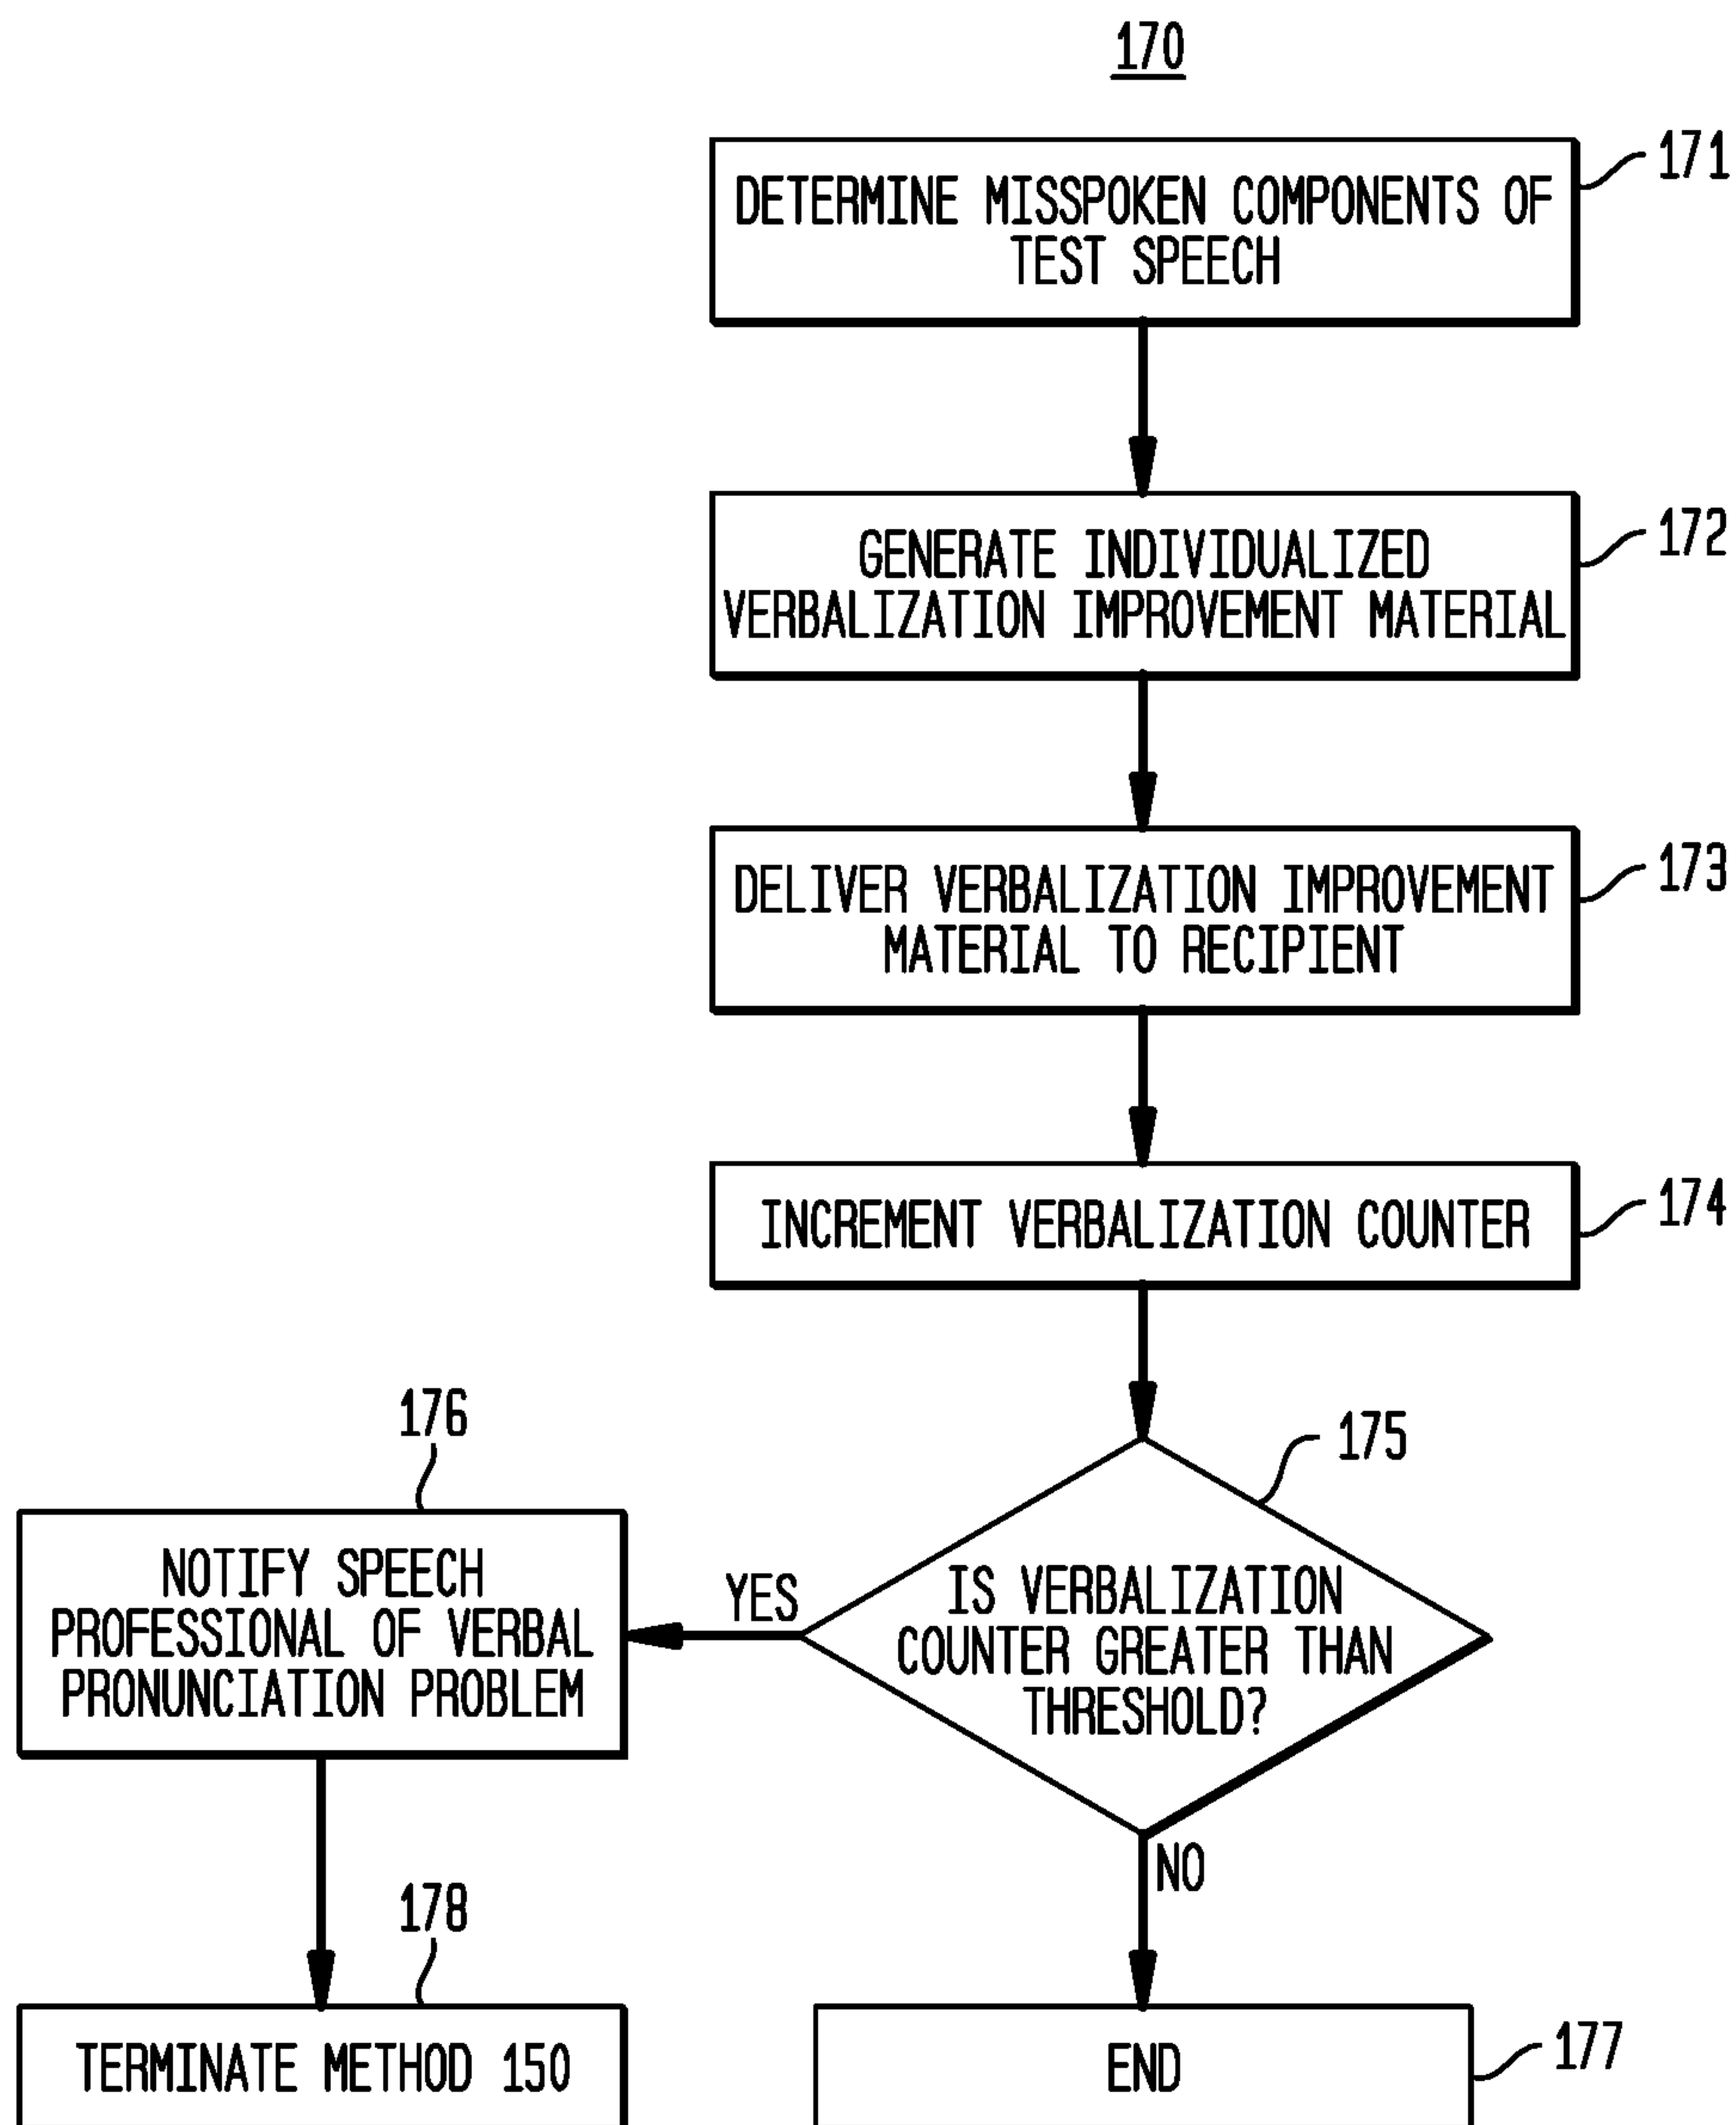 170
171
DETERMINE MISSPOKEN COMPONENTS OF
TEST SPEECH
172
GENERATE INDIVIDUALIZED
VERBALIZATION IMPROVEMENT MATERIAL
173
DELIVER VERBALIZATION IMPROVEMENT
MATERIAL TO RECIPIENT
174
INCREMENT VERBALIZATION COUNTER
175
IS VERBALIZATION
COUNTER GREATER THAN
THRESHOLD?
YES
176
NOTIFY SPEECH
PROFESSIONAL OF VERBAL
PRONUNCIATION PROBLEM
NO
178
TERMINATE METHOD 150
END
177